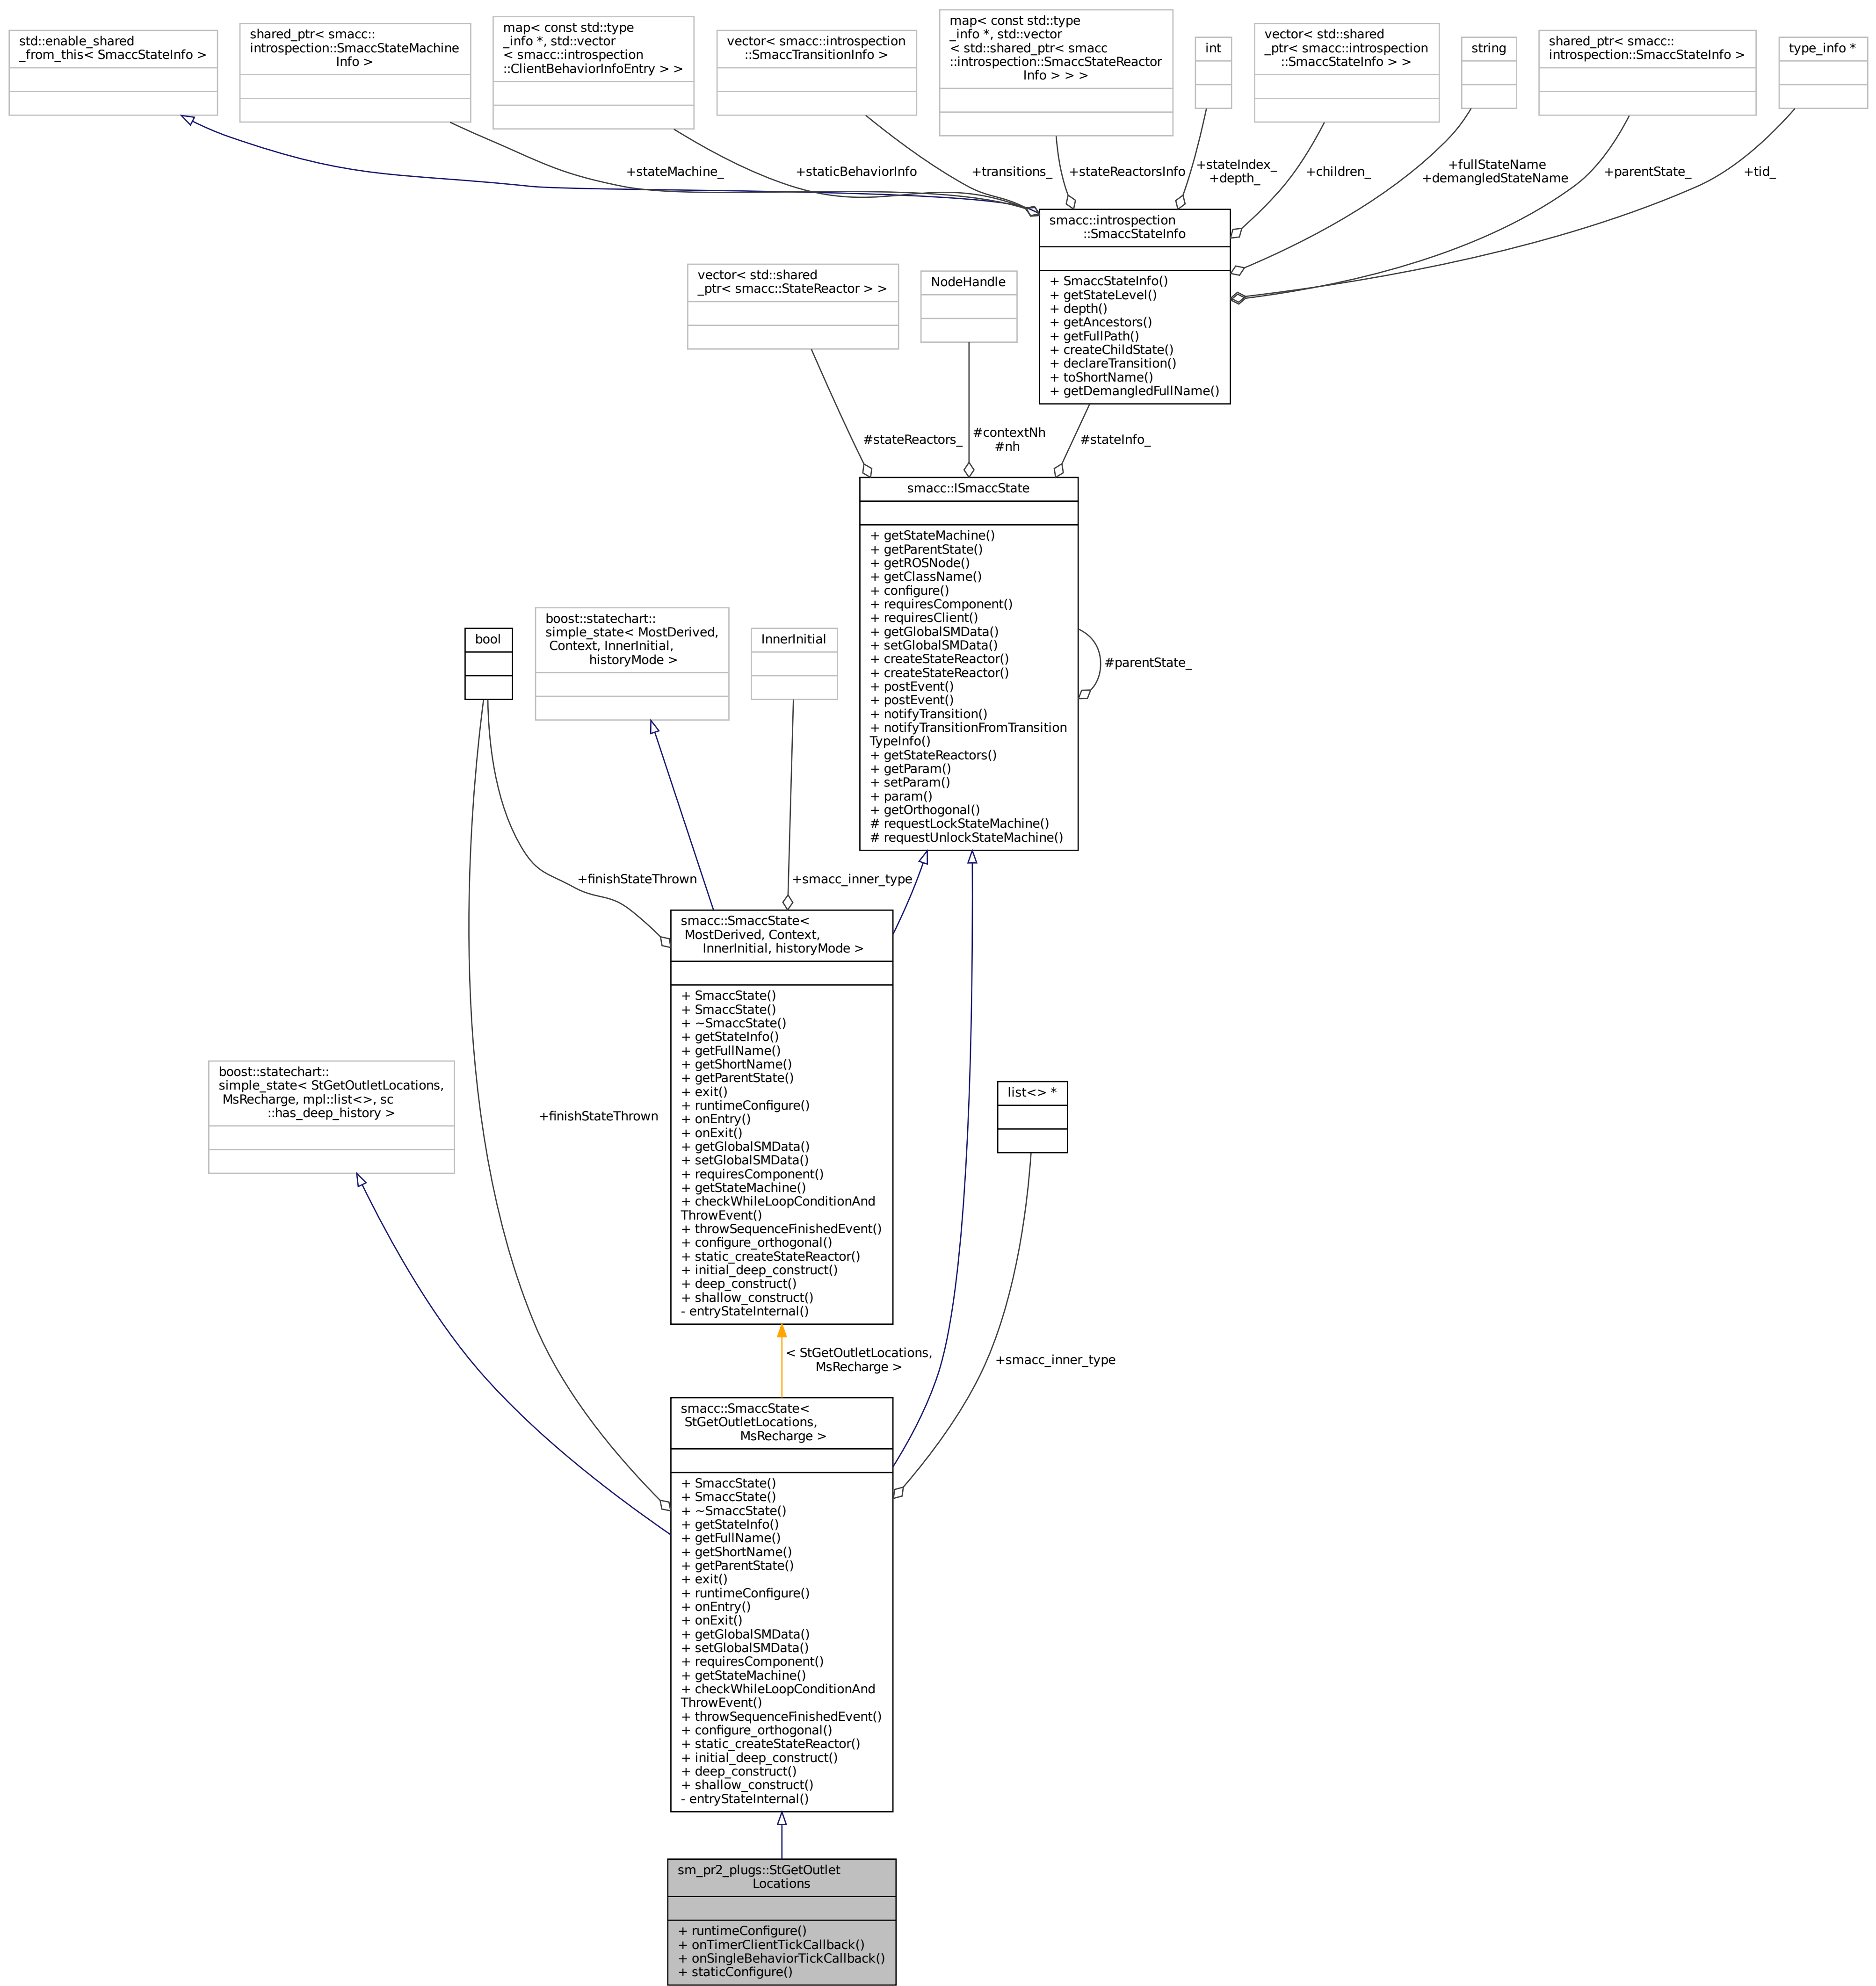 std::enable_shared
_from_this< SmaccStateInfo >
shared_ptr< smacc::
introspection::SmaccStateMachine
Info >
map< const std::type
_info *, std::vector
< smacc::introspection
::ClientBehaviorInfoEntry > >
vector< smacc::introspection
::SmaccTransitionInfo >
map< const std::type
_info *, std::vector
< std::shared_ptr< smacc
::introspection::SmaccStateReactor
Info > > >
int
vector< std::shared
_ptr< smacc::introspection
::SmaccStateInfo > >
string
shared_ptr< smacc::
introspection::SmaccStateInfo >
type_info *
+stateMachine_
+staticBehaviorInfo
+transitions_
+stateReactorsInfo
+stateIndex_
+depth_
+children_
+fullStateName
+demangledStateName
+parentState_
+tid_
smacc::introspection
::SmaccStateInfo
+ SmaccStateInfo()
+ getStateLevel()
+ depth()
+ getAncestors()
+ getFullPath()
+ createChildState()
+ declareTransition()
+ toShortName()
+ getDemangledFullName()
vector< std::shared
_ptr< smacc::StateReactor > >
NodeHandle
#stateReactors_
#contextNh
#nh
#stateInfo_
smacc::ISmaccState
+ getStateMachine()
+ getParentState()
+ getROSNode()
+ getClassName()
+ configure()
+ requiresComponent()
+ requiresClient()
+ getGlobalSMData()
+ setGlobalSMData()
+ createStateReactor()
+ createStateReactor()
+ postEvent()
+ postEvent()
+ notifyTransition()
+ notifyTransitionFromTransition
TypeInfo()
+ getStateReactors()
+ getParam()
+ setParam()
+ param()
+ getOrthogonal()
# requestLockStateMachine()
# requestUnlockStateMachine()
#parentState_
bool
boost::statechart::
simple_state< MostDerived,
Context, InnerInitial,
historyMode >
InnerInitial
+finishStateThrown
+smacc_inner_type
smacc::SmaccState<
MostDerived, Context,
InnerInitial, historyMode >
+ SmaccState()
+ SmaccState()
+ ~SmaccState()
+ getStateInfo()
+ getFullName()
+ getShortName()
+ getParentState()
+ exit()
+ runtimeConfigure()
+ onEntry()
+ onExit()
+ getGlobalSMData()
+ setGlobalSMData()
+ requiresComponent()
+ getStateMachine()
+ checkWhileLoopConditionAnd
ThrowEvent()
+ throwSequenceFinishedEvent()
+ configure_orthogonal()
+ static_createStateReactor()
+ initial_deep_construct()
+ deep_construct()
+ shallow_construct()
- entryStateInternal()
boost::statechart::
simple_state< StGetOutletLocations,
MsRecharge, mpl::list<>, sc
::has_deep_history >
+finishStateThrown
list<> *
< StGetOutletLocations,
MsRecharge >
+smacc_inner_type
smacc::SmaccState<
StGetOutletLocations,
MsRecharge >
+ SmaccState()
+ SmaccState()
+ ~SmaccState()
+ getStateInfo()
+ getFullName()
+ getShortName()
+ getParentState()
+ exit()
+ runtimeConfigure()
+ onEntry()
+ onExit()
+ getGlobalSMData()
+ setGlobalSMData()
+ requiresComponent()
+ getStateMachine()
+ checkWhileLoopConditionAnd
ThrowEvent()
+ throwSequenceFinishedEvent()
+ configure_orthogonal()
+ static_createStateReactor()
+ initial_deep_construct()
+ deep_construct()
+ shallow_construct()
- entryStateInternal()
sm_pr2_plugs::StGetOutlet
Locations
+ runtimeConfigure()
+ onTimerClientTickCallback()
+ onSingleBehaviorTickCallback()
+ staticConfigure()